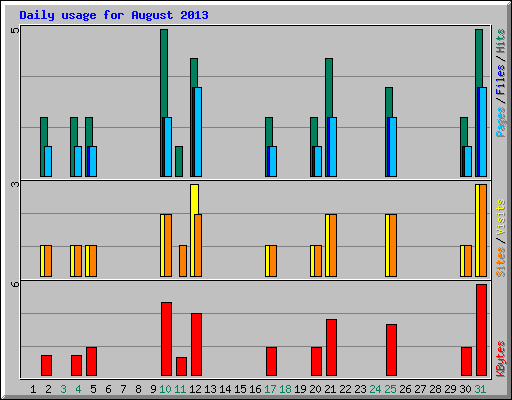 Daily usage for August 2013
5
Pages/Files/Hits
3
Sites/Visits
6
KBytes
1 2 3 4 5 6 7 8 9 10 11 12 13 14 15 16 17 18 19 20 21 22 23 24 25 26 27 28 29 30 31